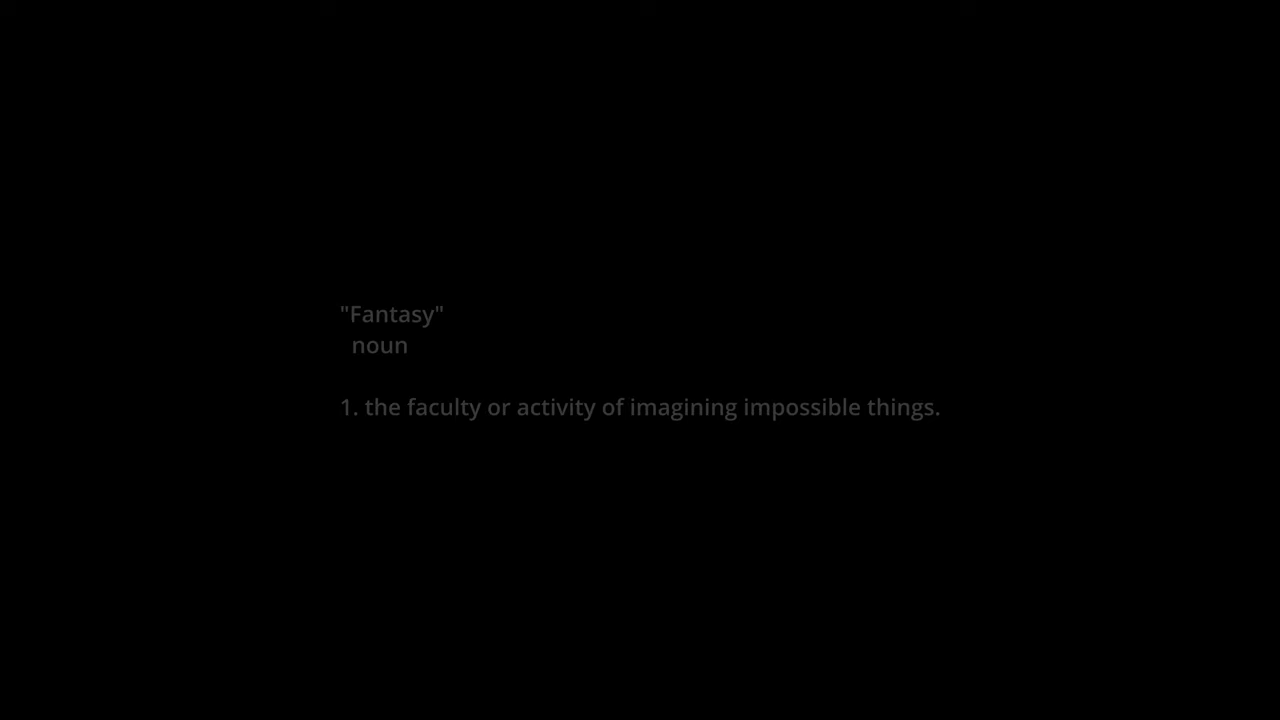 "Fantasy"
noun
1. the faculty or activity of imagining impossible things.